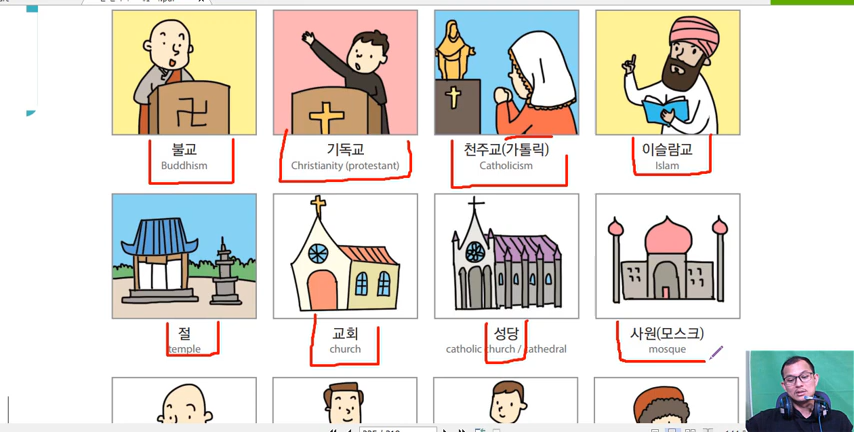 불교
Buddhism
기독교
Christianity (protestant)
천주교(가톨릭)
Catholicism
이슬람교
Islam
절
temple
교회
church
성당
catholic church / cathedral
사원(모스크)
mosque